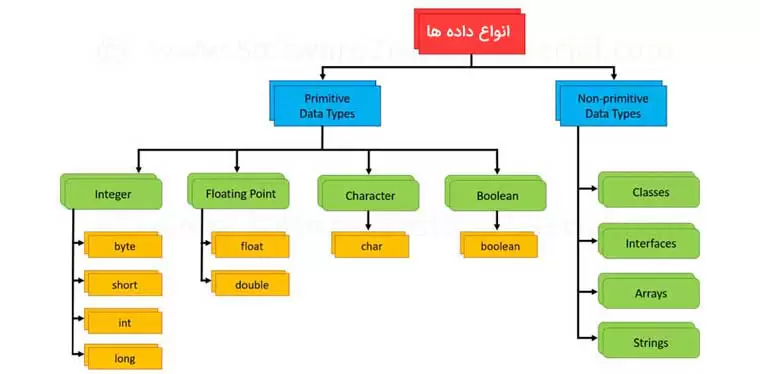 انواع داده ها
Primitive
Data Types
Non-primitive
Data Types
Integer
Floating Point
Character
Boolean
byte
short
int
long
float
double
char
boolean
Classes
Interfaces
Arrays
Strings